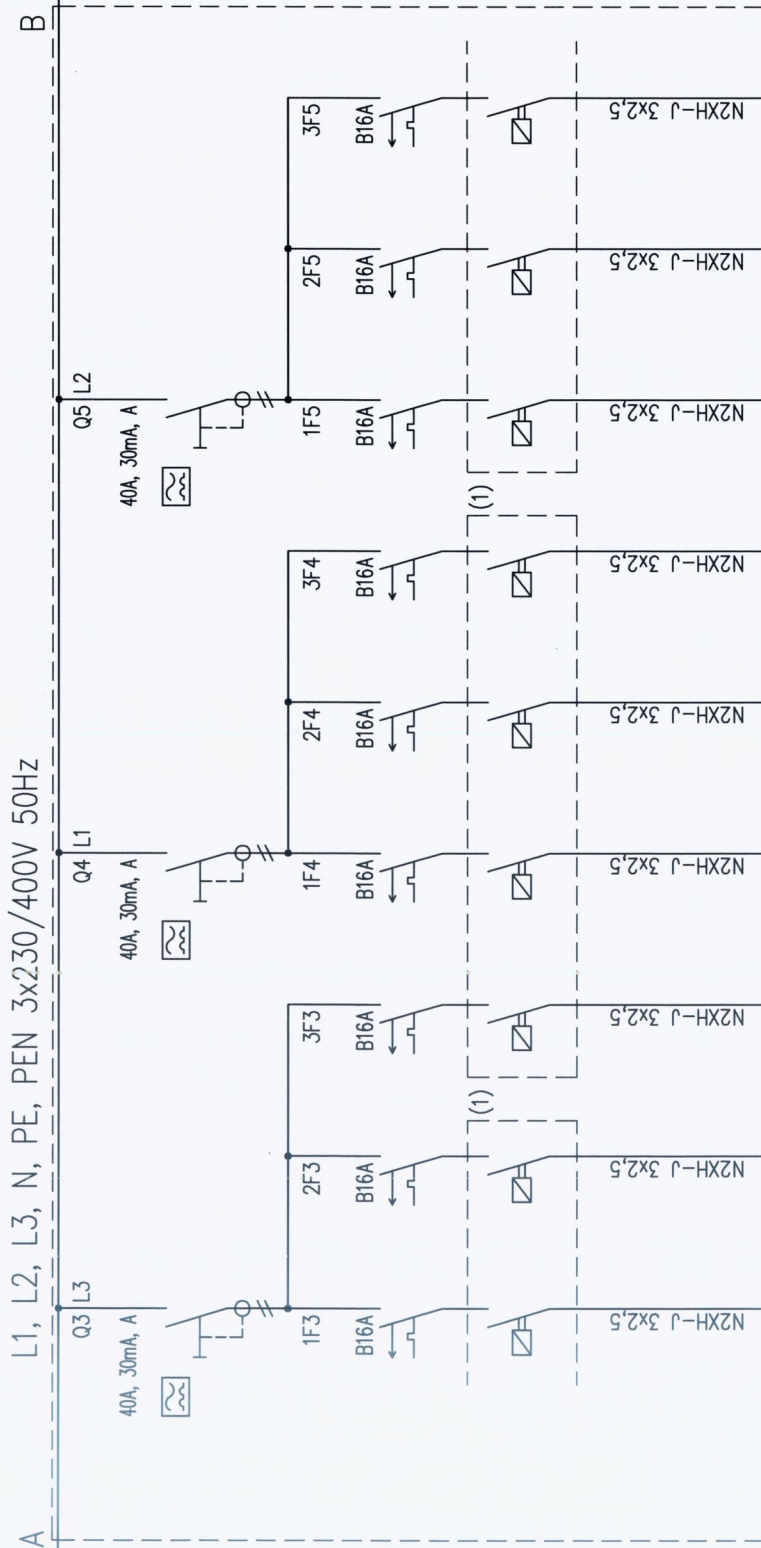 A
B
L1, L2, L3, N, PE, PEN 3x230/400V 50Hz
Q3 L3
40A, 30mA, A
Q4 L1
40A, 30mA, A
Q5 L2
40A, 30mA, A
1F3
2F3
3F3
1F4
2F4
3F4
1F5
2F5
3F5
B16A
B16A
B16A
B16A
B16A
B16A
B16A
B16A
B16A
(1)
(1)
N2XH-J 3x2,5
N2XH-J 3x2,5
N2XH-J 3x2,5
N2XH-J 3x2,5
N2XH-J 3x2,5
N2XH-J 3x2,5
N2XH-J 3x2,5
N2XH-J 3x2,5
N2XH-J 3x2,5